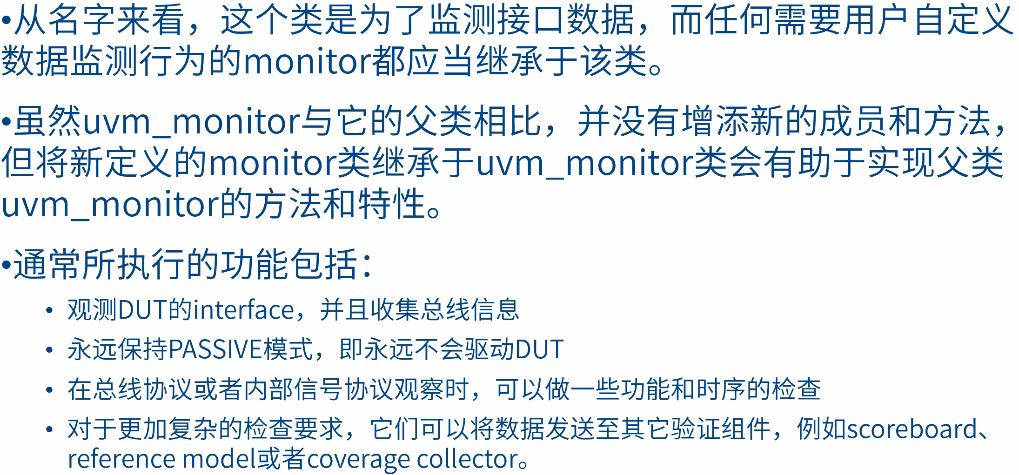 •从名字来看，这个类是为了监测接口数据，而任何需要用户自定义
数据监测行为的monitor都应当继承于该类。
•虽然uvm_monitor与它的父类相比，并没有增添新的成员和方法，
但将新定义的monitor类继承于uvm_monitor类会有助于实现父类
uvm_monitor的方法和特性。
•通常所执行的功能包括：
• 观测DUT的interface，并且收集总线信息
• 永远保持PASSIVE模式，即永远不会驱动DUT
• 在总线协议或者内部信号协议观察时，可以做一些功能和时序的检查
• 对于更加复杂的检查要求，它们可以将数据发送至其它验证组件，例如scoreboard、
reference model或者coverage collector。